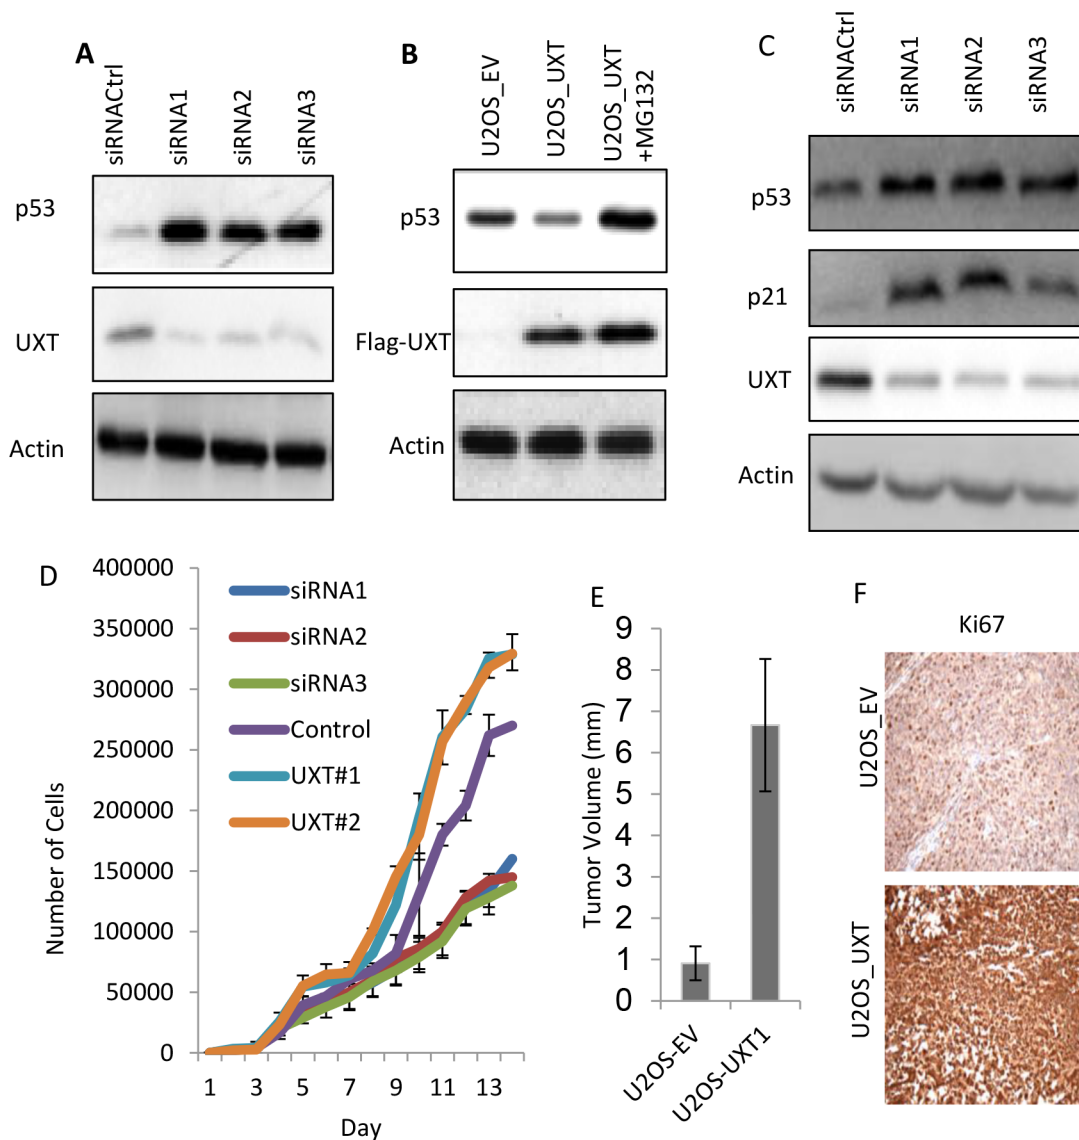 A
siRNACtrl
siRNA1
siRNA2
siRNA3
p53
UXT
Actin
B
U2OS_EV
U2OS_UXT
U2OS_UXT
+MG132
p53
Flag-UXT
Actin
C
siRNACtrl
siRNA1
siRNA2
siRNA3
p53
p21
UXT
Actin
D
400000
350000
300000
250000
200000
150000
100000
50000
0
Number of Cells
siRNA1
siRNA2
siRNA3
Control
UXT#1
UXT#2
1 3 5 7 9 11 13
Day
E
9
8
7
6
5
4
3
2
1
0
Tumor Volume (mm)
U2OS-EV
U2OS-UXT1
F
Ki67
U2OS_EV
U2OS_UXT